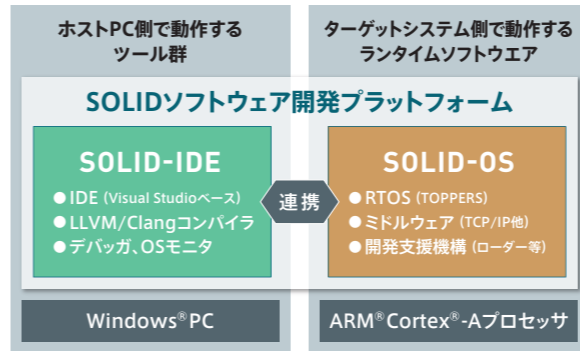 ホストPC側で動作する
ツール群
ターゲットシステム側で動作する
ランタイムソフトウエア
SOLIDソフトウェア開発プラットフォーム
SOLID-IDE
●IDE (Visual Studioベース)
●LLVM/Clangコンパイラ
●デバッガ、OSモニタ
連携
SOLID-OS
●RTOS (TOPPERS)
●ミドルウェア (TCP/IP他)
●開発支援機構 (ローダー等)
Windows®PC
ARM®Cortex®-Aプロセッサ